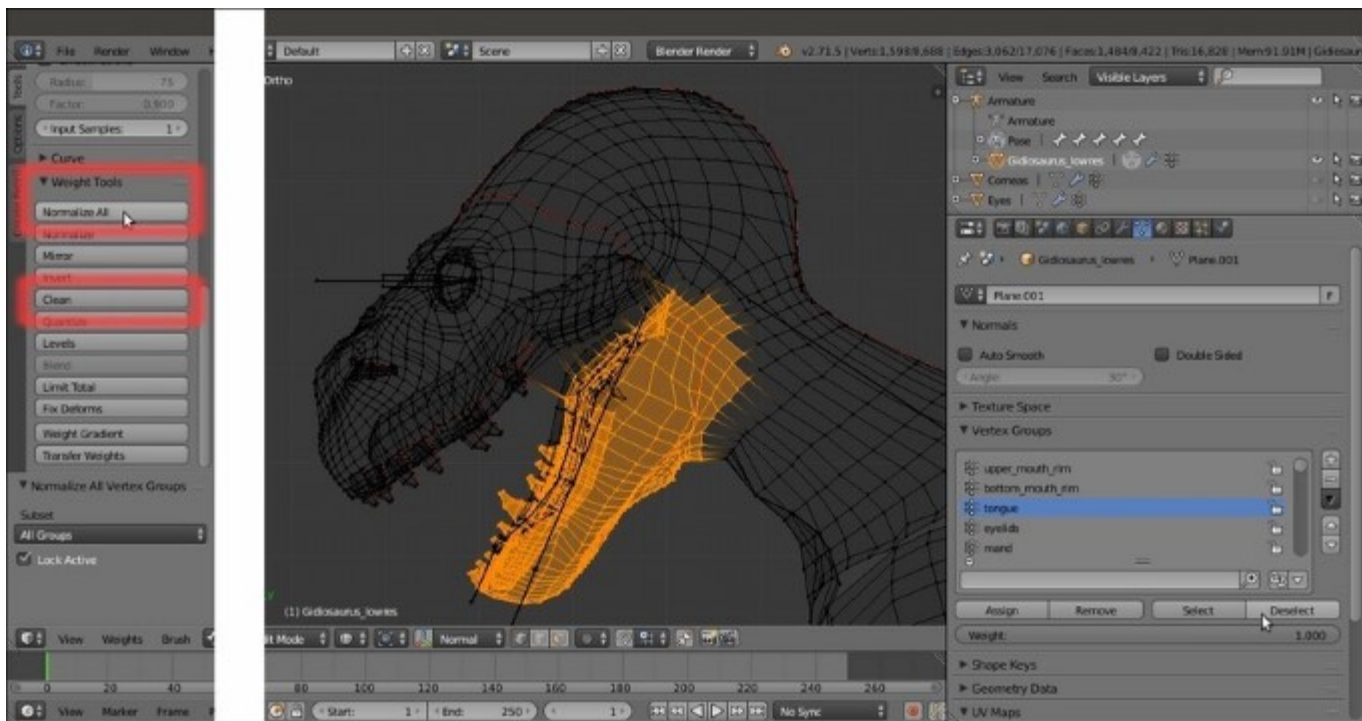 File Render Window
Default
Scene
Blender Render
v2.71.5 | Verts:1,598/8,688 | Edges:3,062/17,076 | Faces:1,484/8,422 | Tris:16,828 | Mem:91.91M | Gidiosaur
Tools
Options
Radius: 75
Factor: 0.800
Input Samples: 1
Curve
Weight Tools
Normalize All
Normalize
Mirror
Invert
Clean
Quantize
Levels
Blend
Limit Total
Fix Deforms
Weight Gradient
Transfer Weights
Normalize All Vertex Groups
Subset
All Groups
Lock Active
View Weights Brush
0 20 40
View Marker Frame
Ortho
(1) Gidiosaurus_lowres
it Mode
Normal
80 100 120 140 160 180 200 220 240 260
Start: 1
End: 250
1
No Sync
View Search Visible Layers
Armature
Armature
Pose
Gidiosaurus_lowres
Corneas
Eyes
Gidiosaurus_lowres
Plane.001
Plane.001
F
Normals
Auto Smooth
Double Sided
Angle: 30°
Texture Space
Vertex Groups
upper_mouth_rim
bottom_mouth_rim
tongue
eyelids
mand
Assign Remove Select Deselect
Weight: 1.000
Shape Keys
Geometry Data
UV Maps